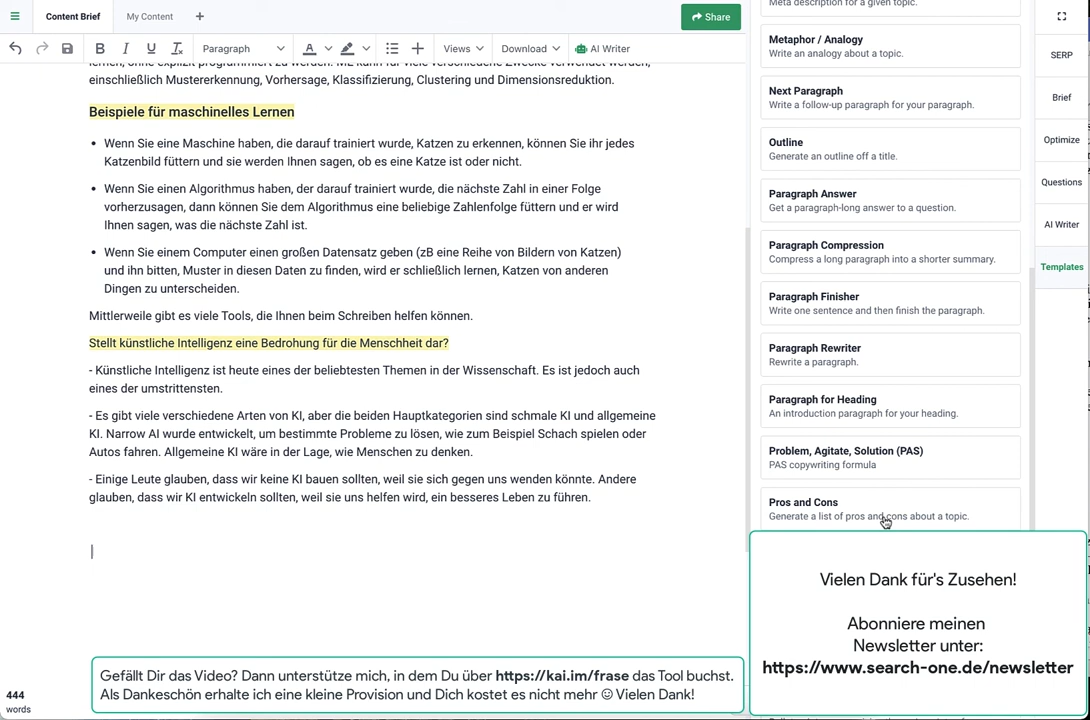 Content Brief
My Content
+
Share
Meta description for a given topic.
B I U
Paragraph
A
Views
Download
AI Writer
lernen, ohne explizit programmiert zu werden. ML kann für viele verschiedene Zwecke verwendet werden,
einschließlich Mustererkennung, Vorhersage, Klassifizierung, Clustering und Dimensionsreduktion.
Beispiele für maschinelles Lernen
• Wenn Sie eine Maschine haben, die darauf trainiert wurde, Katzen zu erkennen, können Sie ihr jedes
Katzenbild füttern und sie werden Ihnen sagen, ob es eine Katze ist oder nicht.
• Wenn Sie einen Algorithmus haben, der darauf trainiert wurde, die nächste Zahl in einer Folge
vorherzusagen, dann können Sie dem Algorithmus eine beliebige Zahlenfolge füttern und er wird
Ihnen sagen, was die nächste Zahl ist.
• Wenn Sie einem Computer einen großen Datensatz geben (zB eine Reihe von Bildern von Katzen)
und ihn bitten, Muster in diesen Daten zu finden, wird er schließlich lernen, Katzen von anderen
Dingen zu unterscheiden.
Mittlerweile gibt es viele Tools, die Ihnen beim Schreiben helfen können.
Stellt künstliche Intelligenz eine Bedrohung für die Menschheit dar?
- Künstliche Intelligenz ist heute eines der beliebtesten Themen in der Wissenschaft. Es ist jedoch auch
eines der umstrittensten.
- Es gibt viele verschiedene Arten von KI, aber die beiden Hauptkategorien sind schmale KI und allgemeine
KI. Narrow AI wurde entwickelt, um bestimmte Probleme zu lösen, wie zum Beispiel Schach spielen oder
Autos fahren. Allgemeine KI wäre in der Lage, wie Menschen zu denken.
- Einige Leute glauben, dass wir keine KI bauen sollten, weil sie sich gegen uns wenden könnte. Andere
glauben, dass wir KI entwickeln sollten, weil sie uns helfen wird, ein besseres Leben zu führen.
444
words
Gefällt Dir das Video? Dann unterstütze mich, in dem Du über https://kai.im/frase das Tool buchst.
Als Dankeschön erhalte ich eine kleine Provision und Dich kostet es nicht mehr ☺ Vielen Dank!
Metaphor / Analogy
Write an analogy about a topic.
Next Paragraph
Write a follow-up paragraph for your paragraph.
Outline
Generate an outline off a title.
Paragraph Answer
Get a paragraph-long answer to a question.
Paragraph Compression
Compress a long paragraph into a shorter summary.
Paragraph Finisher
Write one sentence and then finish the paragraph.
Paragraph Rewriter
Rewrite a paragraph.
Paragraph for Heading
An introduction paragraph for your heading.
Problem, Agitate, Solution (PAS)
PAS copywriting formula
Pros and Cons
Generate a list of pros and cons about a topic.
Vielen Dank für's Zusehen!
Abonniere meinen
Newsletter unter:
https://www.search-one.de/newsletter
SERP
Brief
Optimize
Questions
AI Writer
Templates